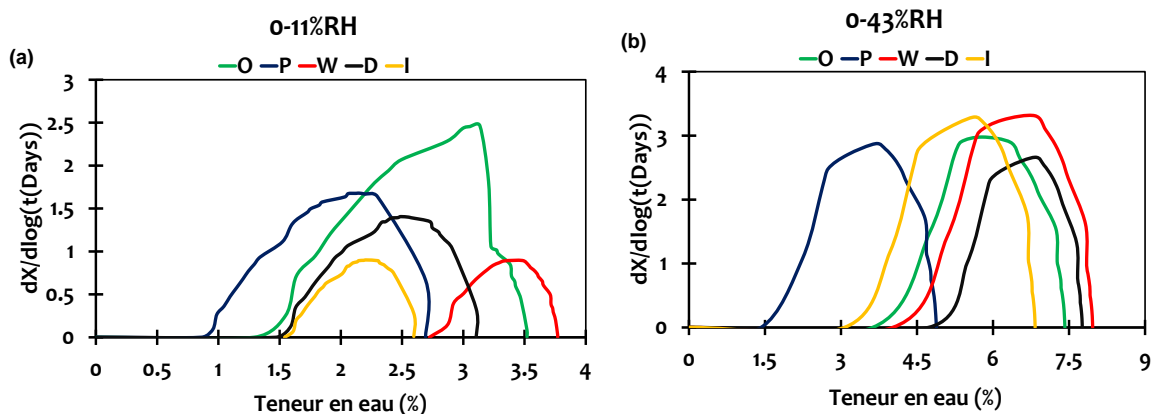 0-11%RH
(a)
O P W D I
dX/dlog(t(Days))
3
2.5
2
1.5
1
0.5
0
0 0.5 1 1.5 2 2.5 3 3.5 4
Teneur en eau (%)
0-43%RH
(b)
O P W D I
dX/dlog(t(Days))
4
3
2
1
0
0 1.5 3 4.5 6 7.5 9
Teneur en eau (%)